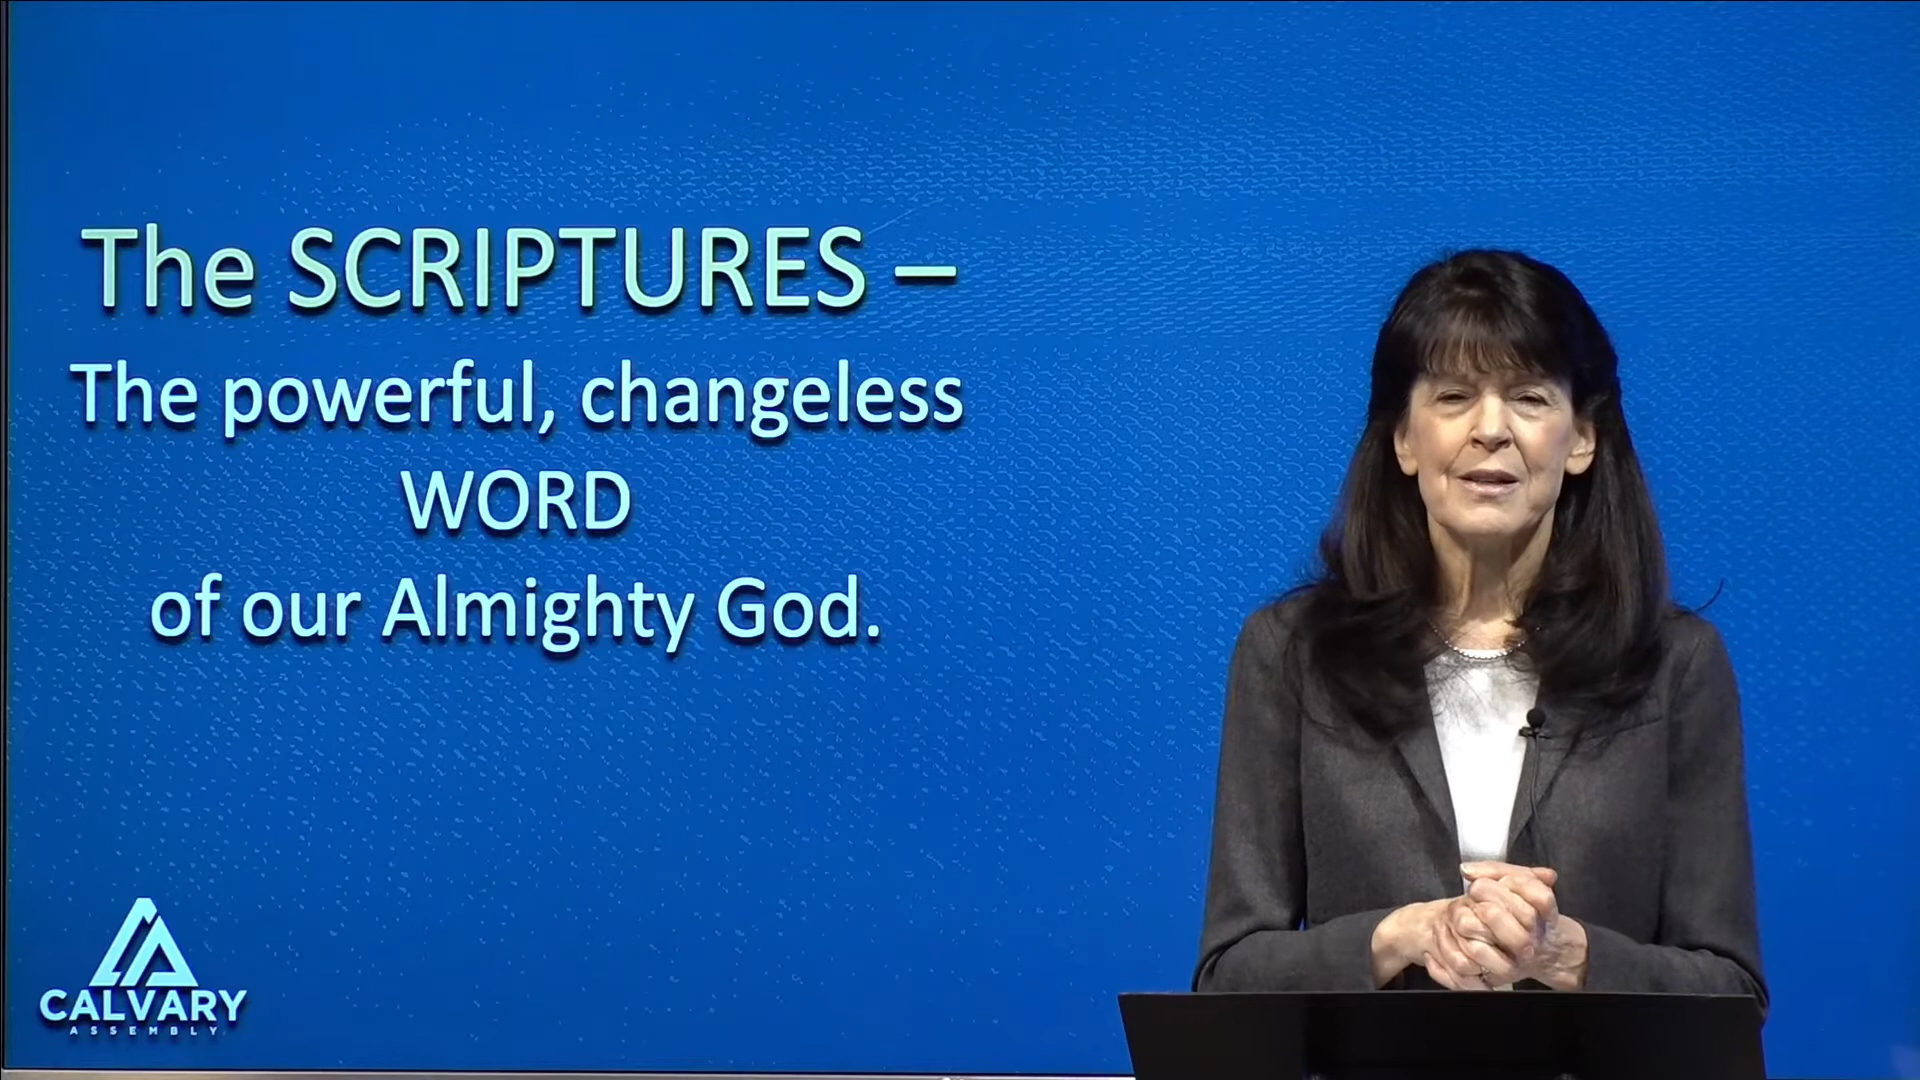 The SCRIPTURES –
The powerful, changeless
WORD
of our Almighty God.
CALVARY
ASSEMBLY